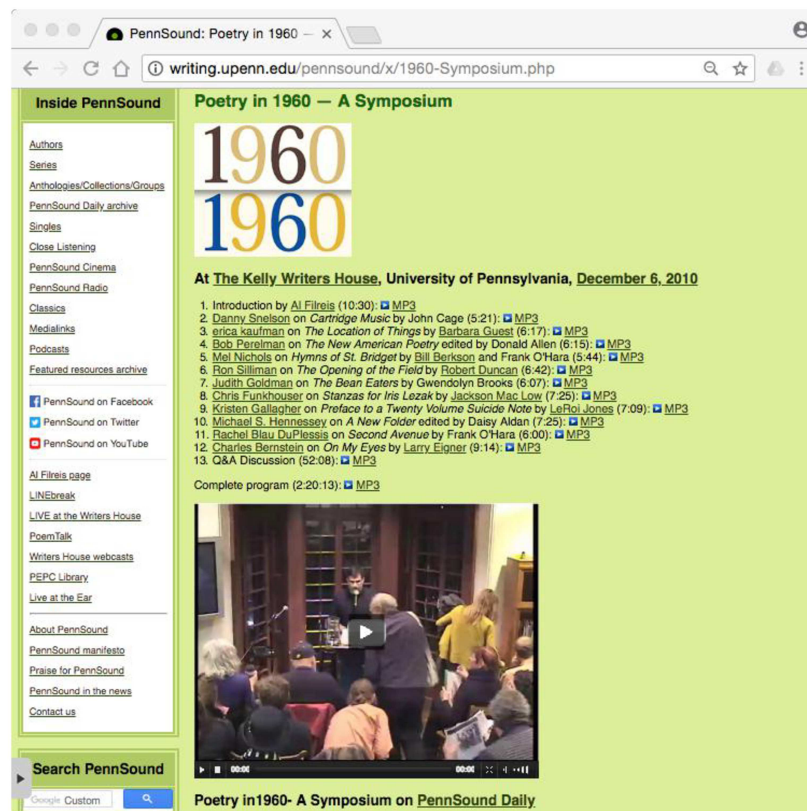 PennSound: Poetry in 1960 —
writing.upenn.edu/pennsound/x/1960-Symposium.php
Inside PennSound
Authors
Series
Anthologies/Collections/Groups
PennSound Daily archive
Singles
Close Listening
PennSound Cinema
PennSound Radio
Classics
Medialinks
Podcasts
Featured resources archive
PennSound on Facebook
PennSound on Twitter
PennSound on YouTube
Al Filreis page
LINEbreak
LIVE at the Writers House
PoemTalk
Writers House webcasts
PEPC Library
Live at the Ear
About PennSound
PennSound manifesto
Praise for PennSound
PennSound in the news
Contact us
Search PennSound
Google Custom
Poetry in 1960 — A Symposium
1960
1960
At The Kelly Writers House, University of Pennsylvania, December 6, 2010
1. Introduction by Al Filreis (10:30): MP3
2. Danny Snelson on Cartridge Music by John Cage (5:21): MP3
3. erica kaufman on The Location of Things by Barbara Guest (6:17): MP3
4. Bob Perelman on The New American Poetry edited by Donald Allen (6:15): MP3
5. Mel Nichols on Hymns of St. Bridget by Bill Berkson and Frank O'Hara (5:44): MP3
6. Ron Silliman on The Opening of the Field by Robert Duncan (6:42): MP3
7. Judith Goldman on The Bean Eaters by Gwendolyn Brooks (6:07): MP3
8. Chris Funkhouser on Stanzas for Iris Lezak by Jackson Mac Low (7:25): MP3
9. Kristen Gallagher on Preface to a Twenty Volume Suicide Note by LeRoi Jones (7:09): MP3
10. Michael S. Hennessey on A New Folder edited by Daisy Aldan (7:25): MP3
11. Rachel Blau DuPlessis on Second Avenue by Frank O'Hara (6:00): MP3
12. Charles Bernstein on On My Eyes by Larry Eigner (9:14): MP3
13. Q&A Discussion (52:08): MP3
Complete program (2:20:13): MP3
00:00 00:00
Poetry in1960- A Symposium on PennSound Daily